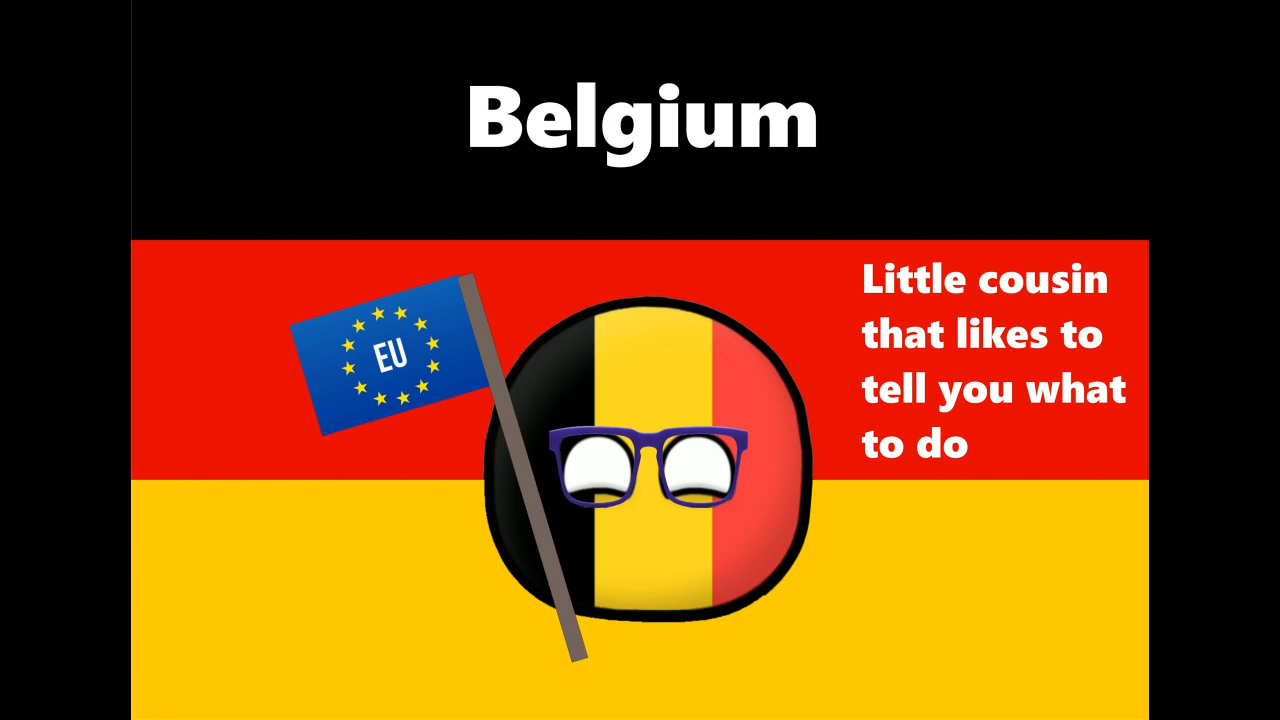 Belgium
Little cousin
that likes to
tell you what
to do
EU